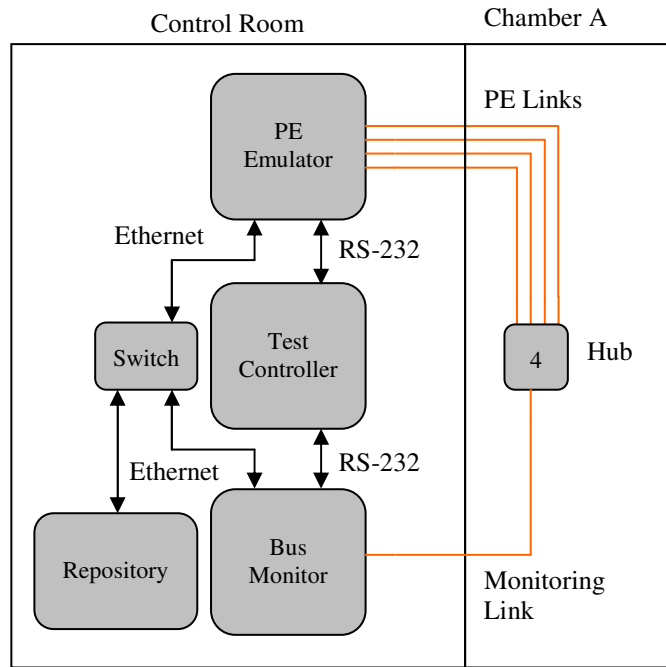 Control Room
Chamber A
PE
Emulator
PE Links
Ethernet
RS-232
Switch
Test
Controller
4
Hub
Ethernet
RS-232
Repository
Bus
Monitor
Monitoring
Link